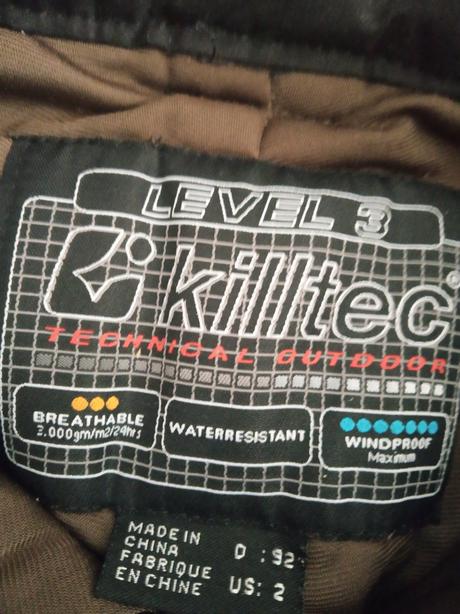 LEVEL 3
killtec®
TECHNICAL OUTDOOR
BREATHABLE
3.000gm/m2/24hrs
WATERRESISTANT
WINDPROOF
Maximum
MADE IN
CHINA
FABRIQUE
EN CHINE
D : 92
US: 2